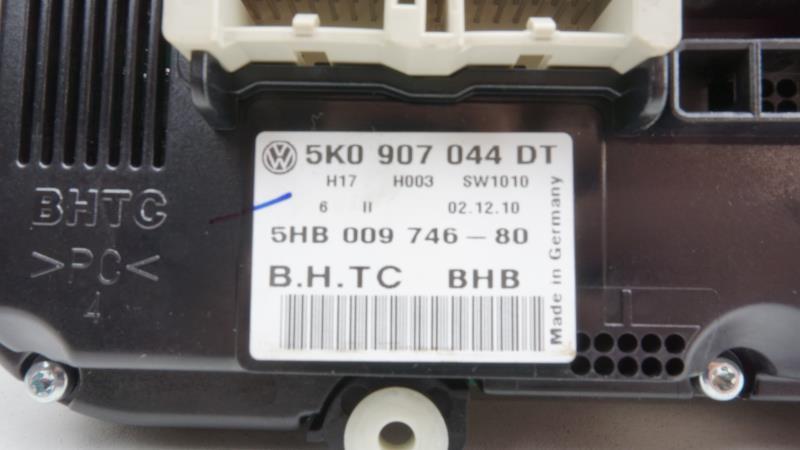 5K0 907 044 DT
H17 H003 SW1010
6 II 02.12.10
5HB 009 746-80
B.H.TC BHB
Made in Germany
BHTC
>PC<
4